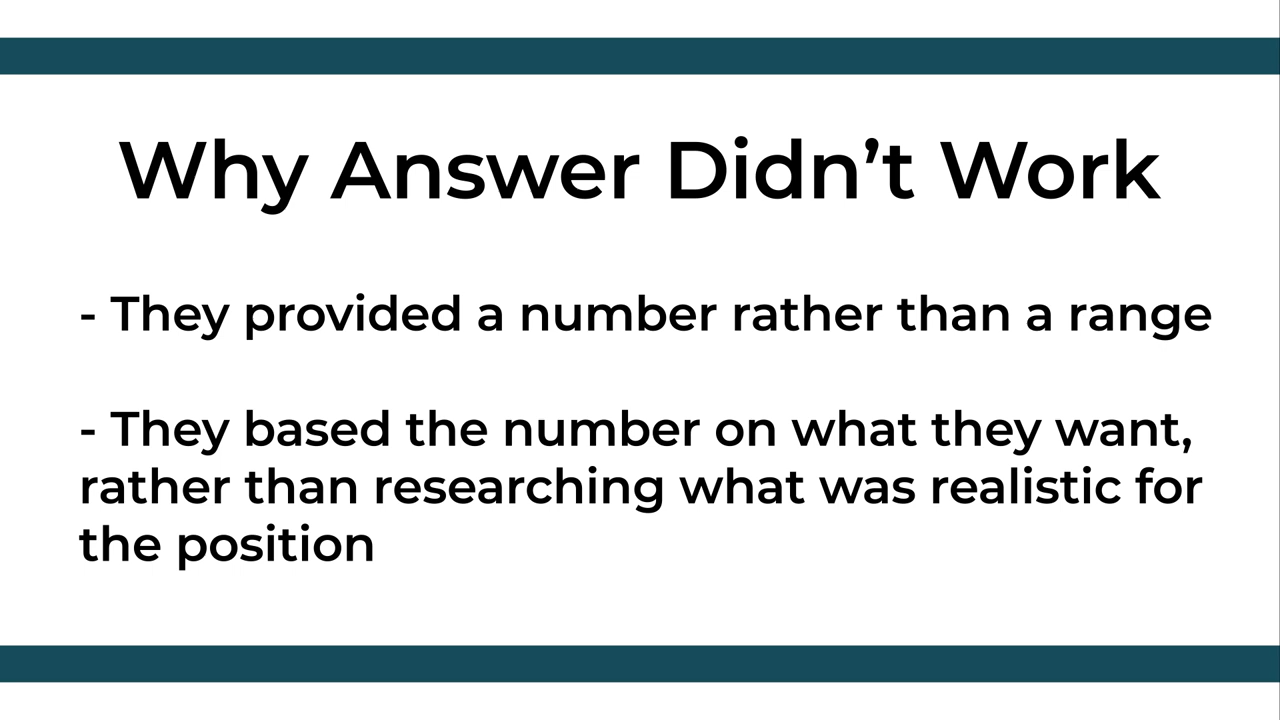 Why Answer Didn’t Work
- They provided a number rather than a range
- They based the number on what they want,
rather than researching what was realistic for
the position